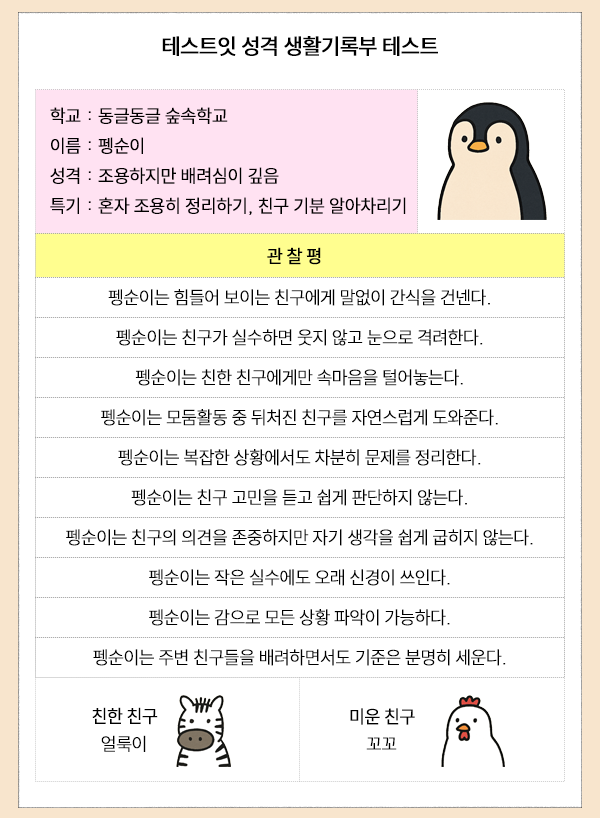 테스트잇 성격 생활기록부 테스트
학교 : 동글동글 숲속학교
이름 : 펭순이
성격 : 조용하지만 배려심이 깊음
특기 : 혼자 조용히 정리하기, 친구 기분 알아차리기
관찰평
펭순이는 힘들어 보이는 친구에게 말없이 간식을 건넨다.
펭순이는 친구가 실수하면 웃지 않고 눈으로 격려한다.
펭순이는 친한 친구에게만 속마음을 털어놓는다.
펭순이는 모둠활동 중 뒤처진 친구를 자연스럽게 도와준다.
펭순이는 복잡한 상황에서도 차분히 문제를 정리한다.
펭순이는 친구 고민을 듣고 쉽게 판단하지 않는다.
펭순이는 친구의 의견을 존중하지만 자기 생각을 쉽게 굽히지 않는다.
펭순이는 작은 실수에도 오래 신경이 쓰인다.
펭순이는 감으로 모든 상황 파악이 가능하다.
펭순이는 주변 친구들을 배려하면서도 기준은 분명히 세운다.
친한 친구
얼룩이
미운 친구
꼬꼬